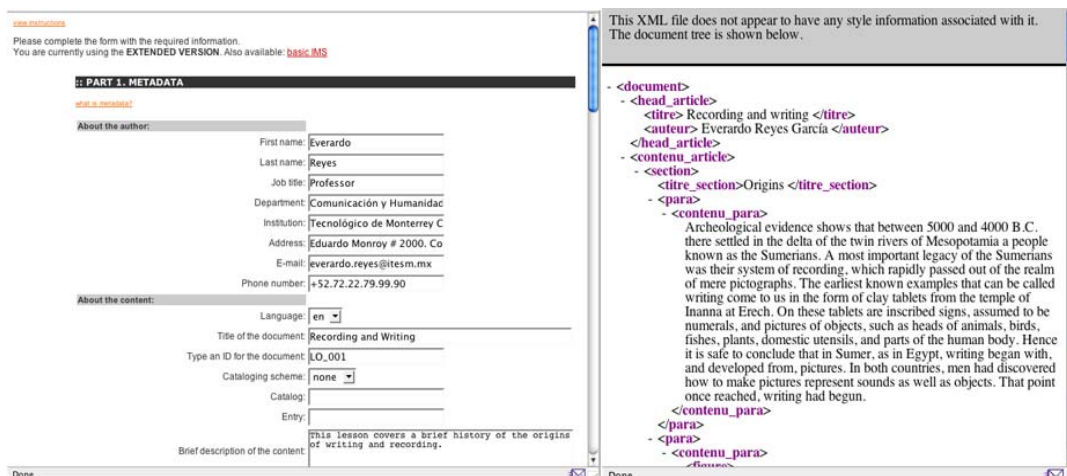 view instructions
Please complete the form with the required information.
You are currently using the EXTENDED VERSION. Also available: basic IMS
:: PART 1. METADATA
what is metadata?
About the author:
First name: Everardo
Last name: Reyes
Job title: Professor
Department: Comunicación y Humanidad
Institution: Tecnológico de Monterrey C
Address: Eduardo Monroy # 2000. Co
E-mail: everardo.reyes@itesm.mx
Phone number: +52.72.22.79.99.90
About the content:
Language: en
Title of the document: Recording and Writing
Type an ID for the document: LO_001
Cataloging scheme: none
Catalog:
Entry:
Brief description of the content: This lesson covers a brief history of the origins
of writing and recording.
Done
This XML file does not appear to have any style information associated with it.
The document tree is shown below.
- <document>
- <head_article>
<titre> Recording and writing </titre>
<auteur> Everardo Reyes García </auteur>
</head_article>
- <contenu_article>
- <section>
<titre_section>Origins </titre_section>
- <para>
- <contenu_para>
Archeological evidence shows that between 5000 and 4000 B.C.
there settled in the delta of the twin rivers of Mesopotamia a people
known as the Sumerians. A most important legacy of the Sumerians
was their system of recording, which rapidly passed out of the realm
of mere pictographs. The earliest known examples that can be called
writing come to us in the form of clay tablets from the temple of
Inanna at Erech. On these tablets are inscribed signs, assumed to be
numerals, and pictures of objects, such as heads of animals, birds,
fishes, plants, domestic utensils, and parts of the human body. Hence
it is safe to conclude that in Sumer, as in Egypt, writing began with,
and developed from, pictures. In both countries, men had discovered
how to make pictures represent sounds as well as objects. That point
once reached, writing had begun.
</contenu_para>
</para>
- <para>
- <contenu_para>
- <figure>
Done